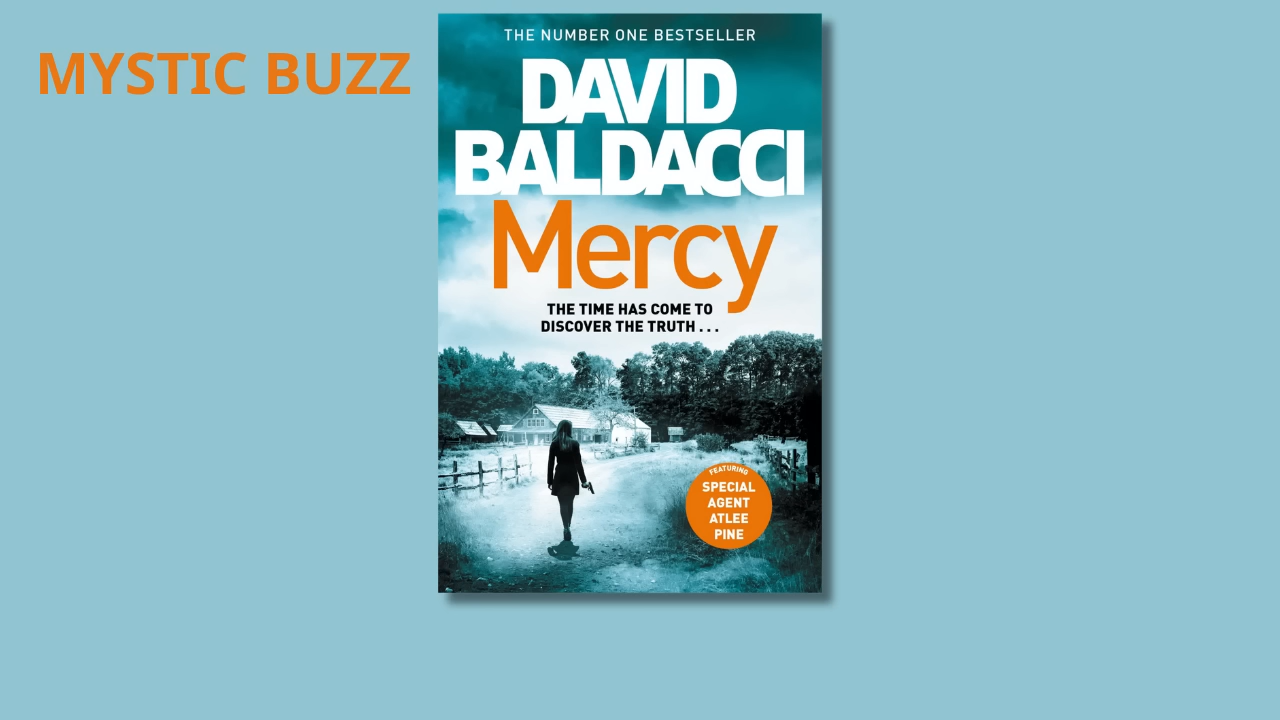 MYSTIC BUZZ
THE NUMBER ONE BESTSELLER
DAVID
BALDACCI
Mercy
THE TIME HAS COME TO
DISCOVER THE TRUTH . . .
FEATURING
SPECIAL
AGENT
ATLEE
PINE